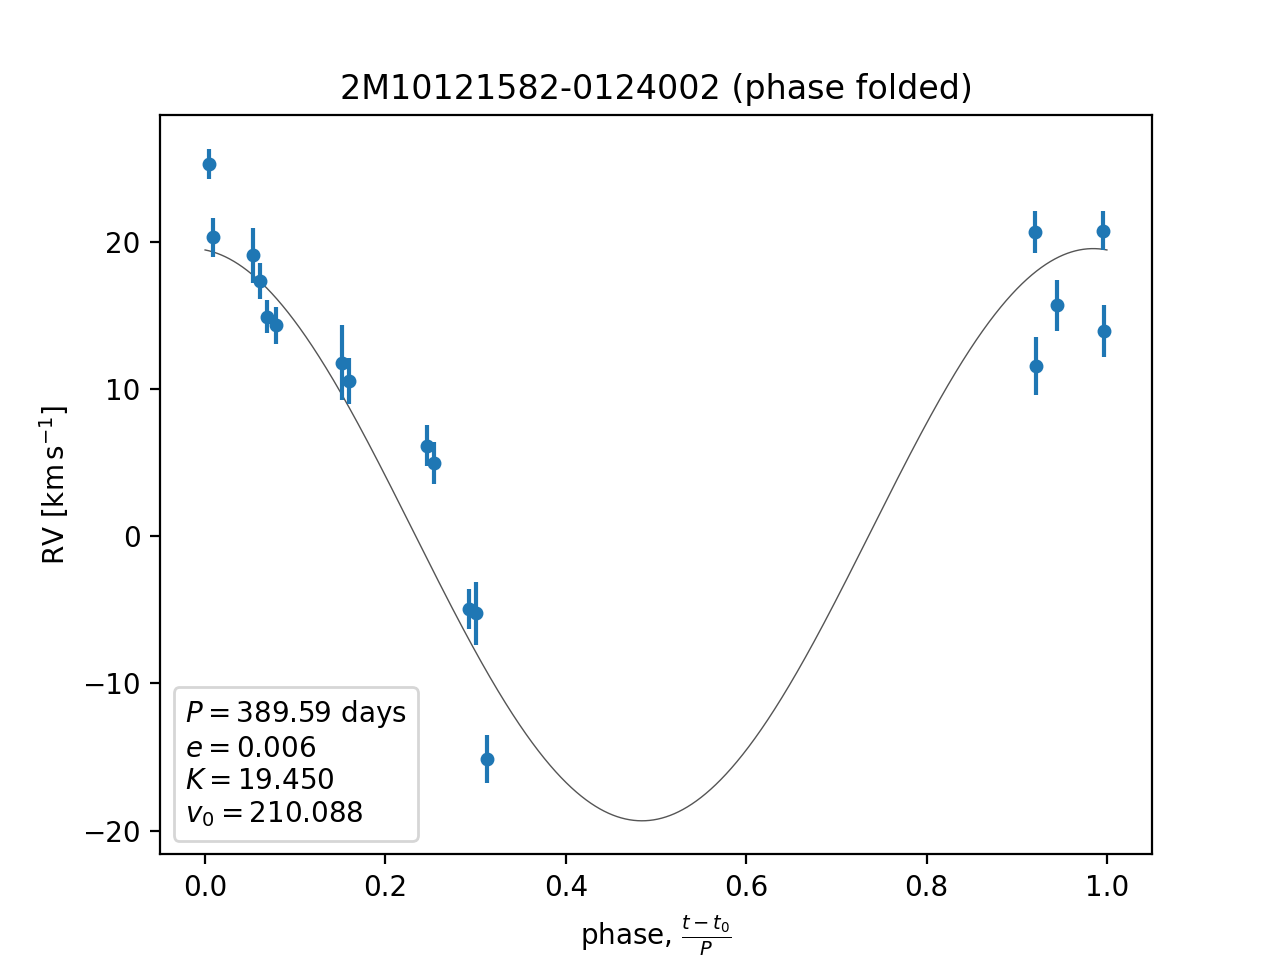 2M10121582-0124002 (phase folded)
RV [km s⁻¹]
20
10
0
−10
−20
P = 389.59 days
e = 0.006
K = 19.450
v₀ = 210.088
0.0 0.2 0.4 0.6 0.8 1.0
phase, (t − t₀)/P